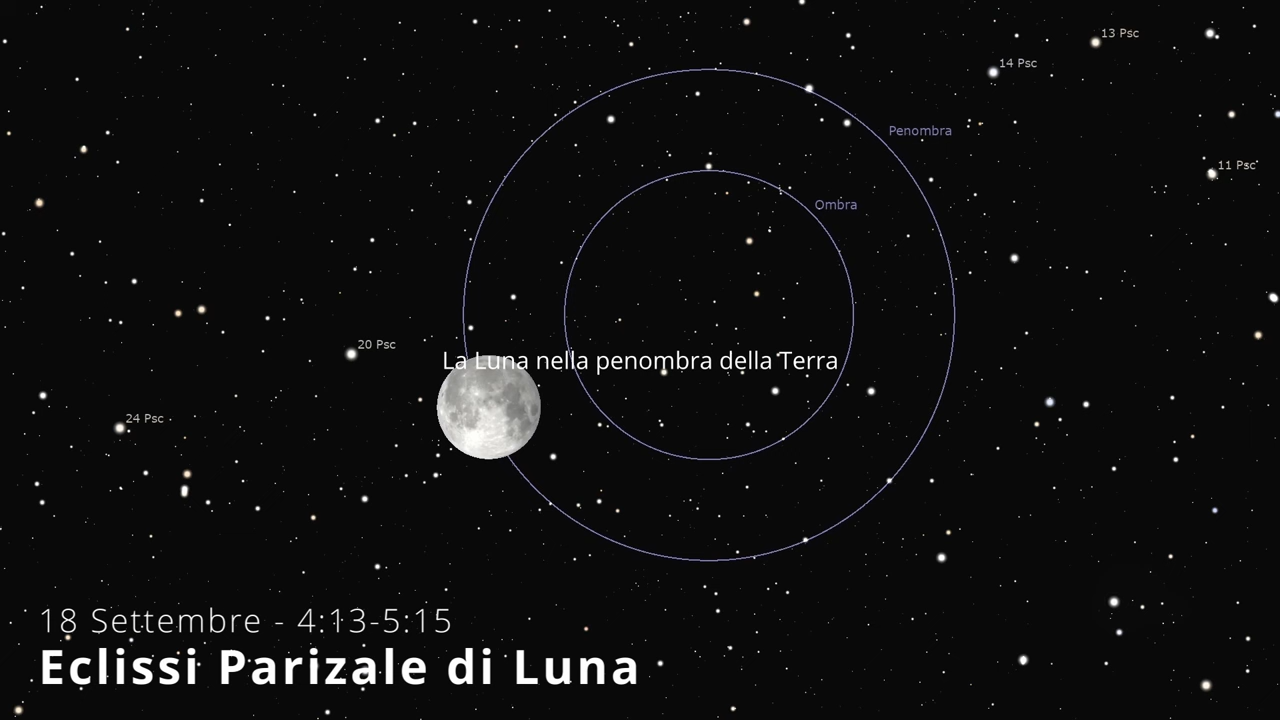 13 Psc
14 Psc
Penombra
11 Psc
Ombra
20 Psc
La Luna nella penombra della Terra
24 Psc
18 Settembre - 4:13-5:15
Eclissi Parizale di Luna